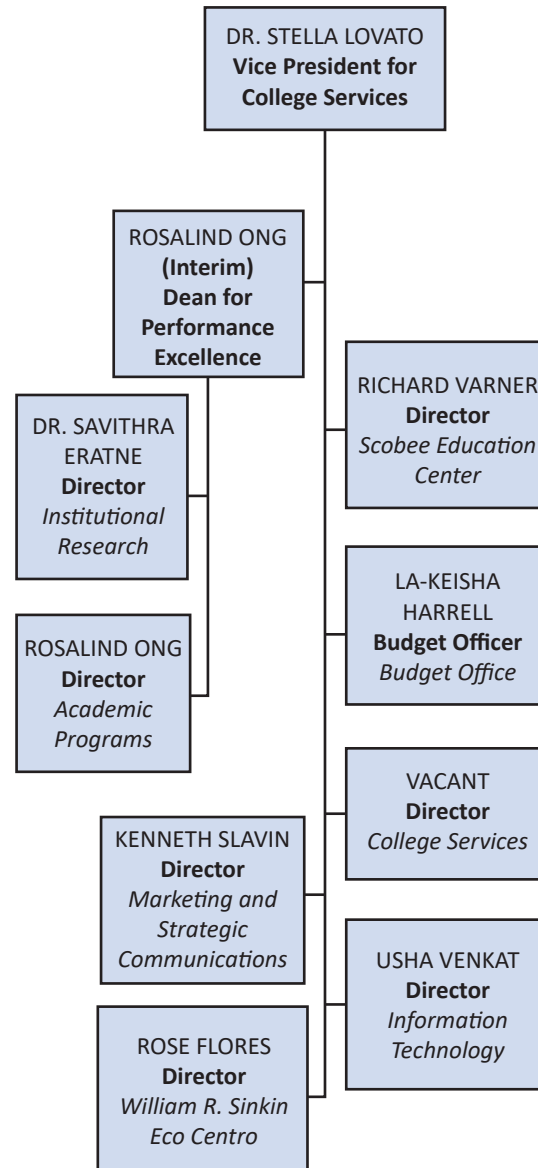 DR. STELLA LOVATO
Vice President for
College Services
ROSALIND ONG
(Interim)
Dean for
Performance
Excellence
RICHARD VARNER
Director
Scobee Education
Center
DR. SAVITHRA
ERATNE
Director
Institutional
Research
LA-KEISHA
HARRELL
Budget Officer
Budget Office
ROSALIND ONG
Director
Academic
Programs
VACANT
Director
College Services
KENNETH SLAVIN
Director
Marketing and
Strategic
Communications
USHA VENKAT
Director
Information
Technology
ROSE FLORES
Director
William R. Sinkin
Eco Centro